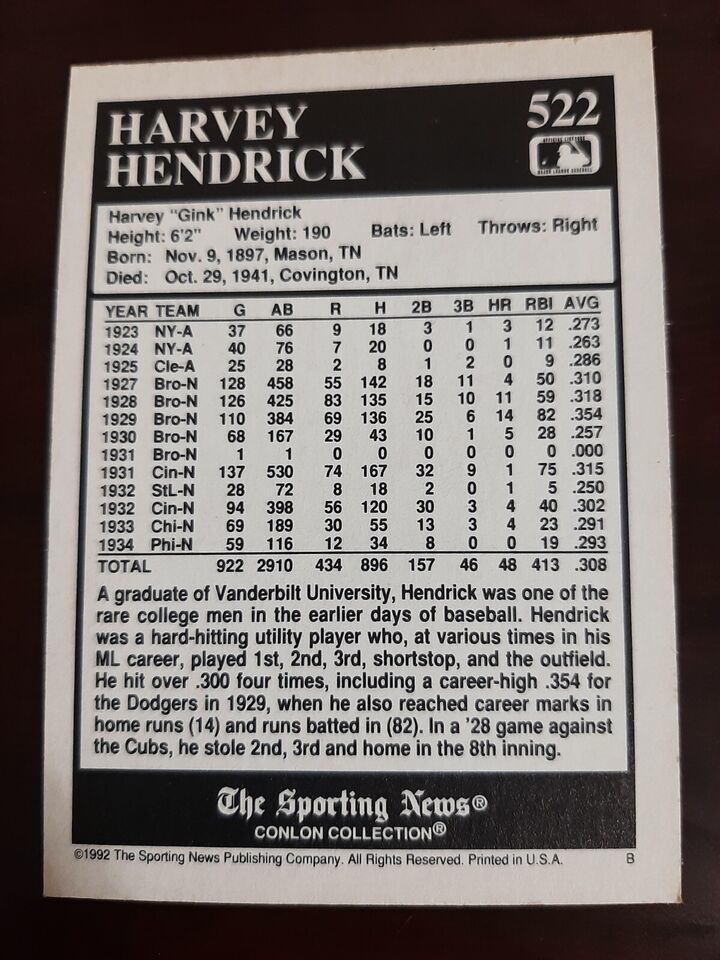 HARVEY
HENDRICK
522
Harvey "Gink" Hendrick
Height: 6'2" Weight: 190 Bats: Left Throws: Right
Born: Nov. 9, 1897, Mason, TN
Died: Oct. 29, 1941, Covington, TN
YEAR TEAM G AB R H 2B 3B HR RBI AVG
1923 NY-A 37 66 9 18 3 1 3 12 .273
1924 NY-A 40 76 7 20 0 0 1 11 .263
1925 Cle-A 25 28 2 8 1 2 0 9 .286
1927 Bro-N 128 458 55 142 18 11 4 50 .310
1928 Bro-N 126 425 83 135 15 10 11 59 .318
1929 Bro-N 110 384 69 136 25 6 14 82 .354
1930 Bro-N 68 167 29 43 10 1 5 28 .257
1931 Bro-N 1 1 0 0 0 0 0 0 .000
1931 Cin-N 137 530 74 167 32 9 1 75 .315
1932 StL-N 28 72 8 18 2 0 1 5 .250
1932 Cin-N 94 398 56 120 30 3 4 40 .302
1933 Chi-N 69 189 30 55 13 3 4 23 .291
1934 Phi-N 59 116 12 34 8 0 0 19 .293
TOTAL 922 2910 434 896 157 46 48 413 .308
A graduate of Vanderbilt University, Hendrick was one of the
rare college men in the earlier days of baseball. Hendrick
was a hard-hitting utility player who, at various times in his
ML career, played 1st, 2nd, 3rd, shortstop, and the outfield.
He hit over .300 four times, including a career-high .354 for
the Dodgers in 1929, when he also reached career marks in
home runs (14) and runs batted in (82). In a '28 game against
the Cubs, he stole 2nd, 3rd and home in the 8th inning.
The Sporting News®
CONLON COLLECTION®
©1992 The Sporting News Publishing Company. All Rights Reserved. Printed in U.S.A. B